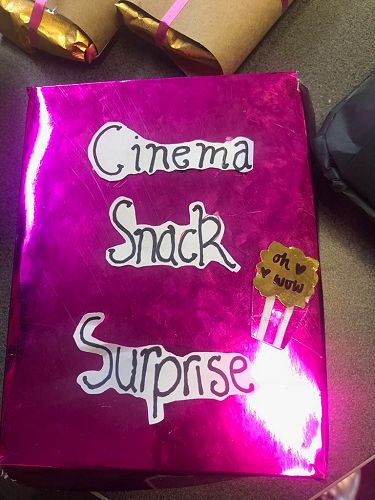 Cinema
Snack
Surprise
oh
wow